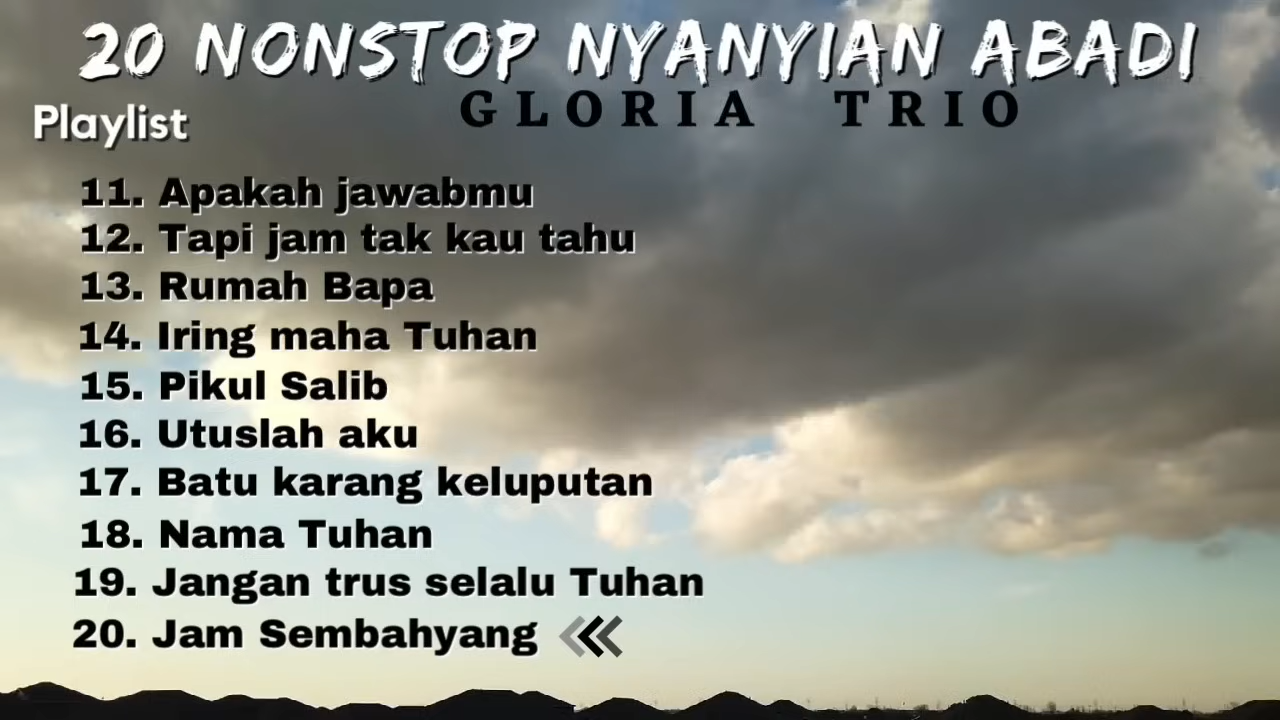 20 NONSTOP NYANYIAN ABADI
GLORIA TRIO
Playlist
11. Apakah jawabmu
12. Tapi jam tak kau tahu
13. Rumah Bapa
14. Iring maha Tuhan
15. Pikul Salib
16. Utuslah aku
17. Batu karang keluputan
18. Nama Tuhan
19. Jangan trus selalu Tuhan
20. Jam Sembahyang